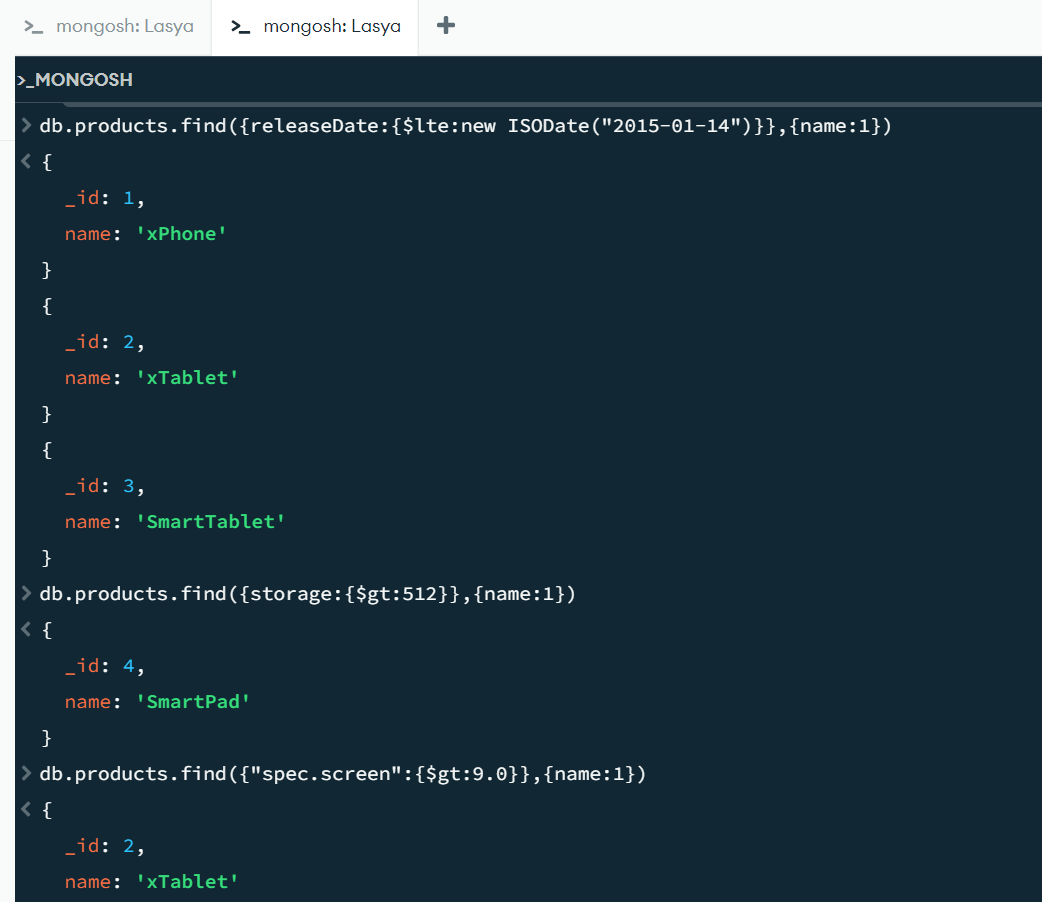 >_ mongosh: Lasya >_ mongosh: Lasya +
>_MONGOSH
> db.products.find({releaseDate:{$lte:new ISODate("2015-01-14")}},{name:1})
< {
_id: 1,
name: 'xPhone'
}
{
_id: 2,
name: 'xTablet'
}
{
_id: 3,
name: 'SmartTablet'
}
> db.products.find({storage:{$gt:512}},{name:1})
< {
_id: 4,
name: 'SmartPad'
}
> db.products.find({"spec.screen":{$gt:9.0}},{name:1})
< {
_id: 2,
name: 'xTablet'